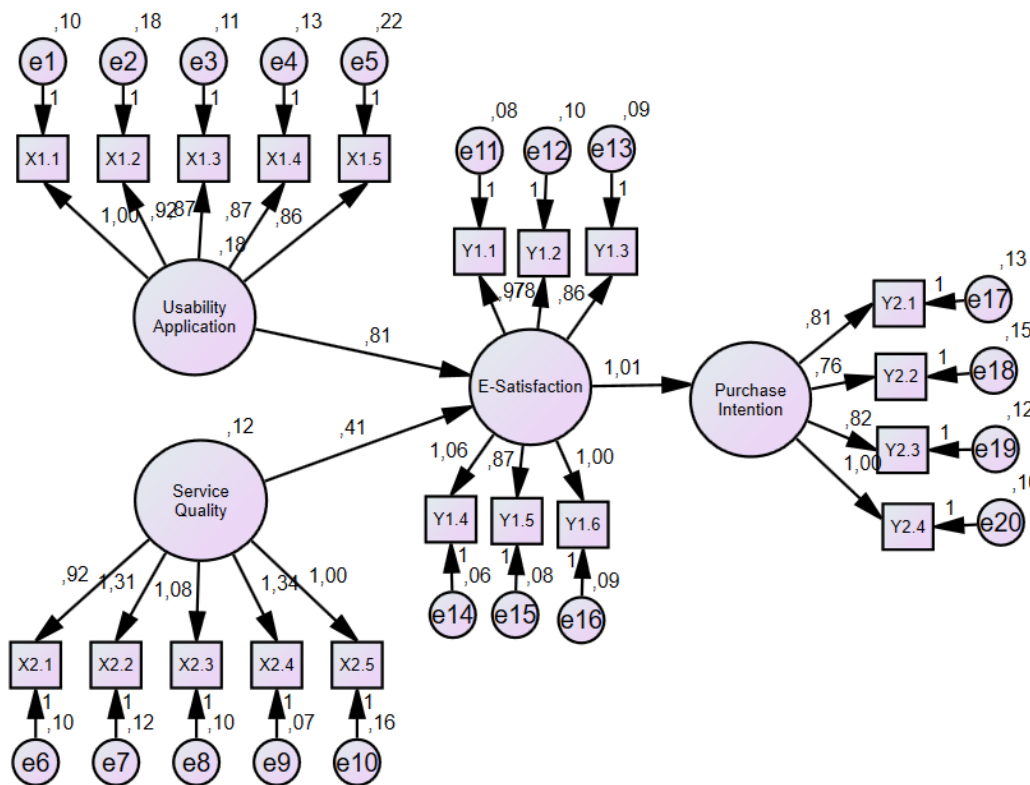 ,10 ,18 ,11 ,13 ,22
e1 e2 e3 e4 e5
1 1 1 1 1
X1.1 X1.2 X1.3 X1.4 X1.5
1,00 ,92 ,87 ,87 ,86
,18
Usability
Application
,81
,08 ,10 ,09
e11 e12 e13
1 1 1
Y1.1 Y1.2 Y1.3
,97 ,78 ,86
E-Satisfaction
1,01
1,06 ,87 1,00
Y1.4 Y1.5 Y1.6
1 1 1
,06 ,08 ,09
e14 e15 e16
,12
,41
Service
Quality
,92 1,31 1,08 1,34 1,00
X2.1 X2.2 X2.3 X2.4 X2.5
1 1 1 1 1
,10 ,12 ,10 ,07 ,16
e6 e7 e8 e9 e10
Purchase
Intention
,81 Y2.1 1 e17 ,13
,76 Y2.2 1 e18 ,15
,82 Y2.3 1 e19 ,12
1,00 Y2.4 1 e20